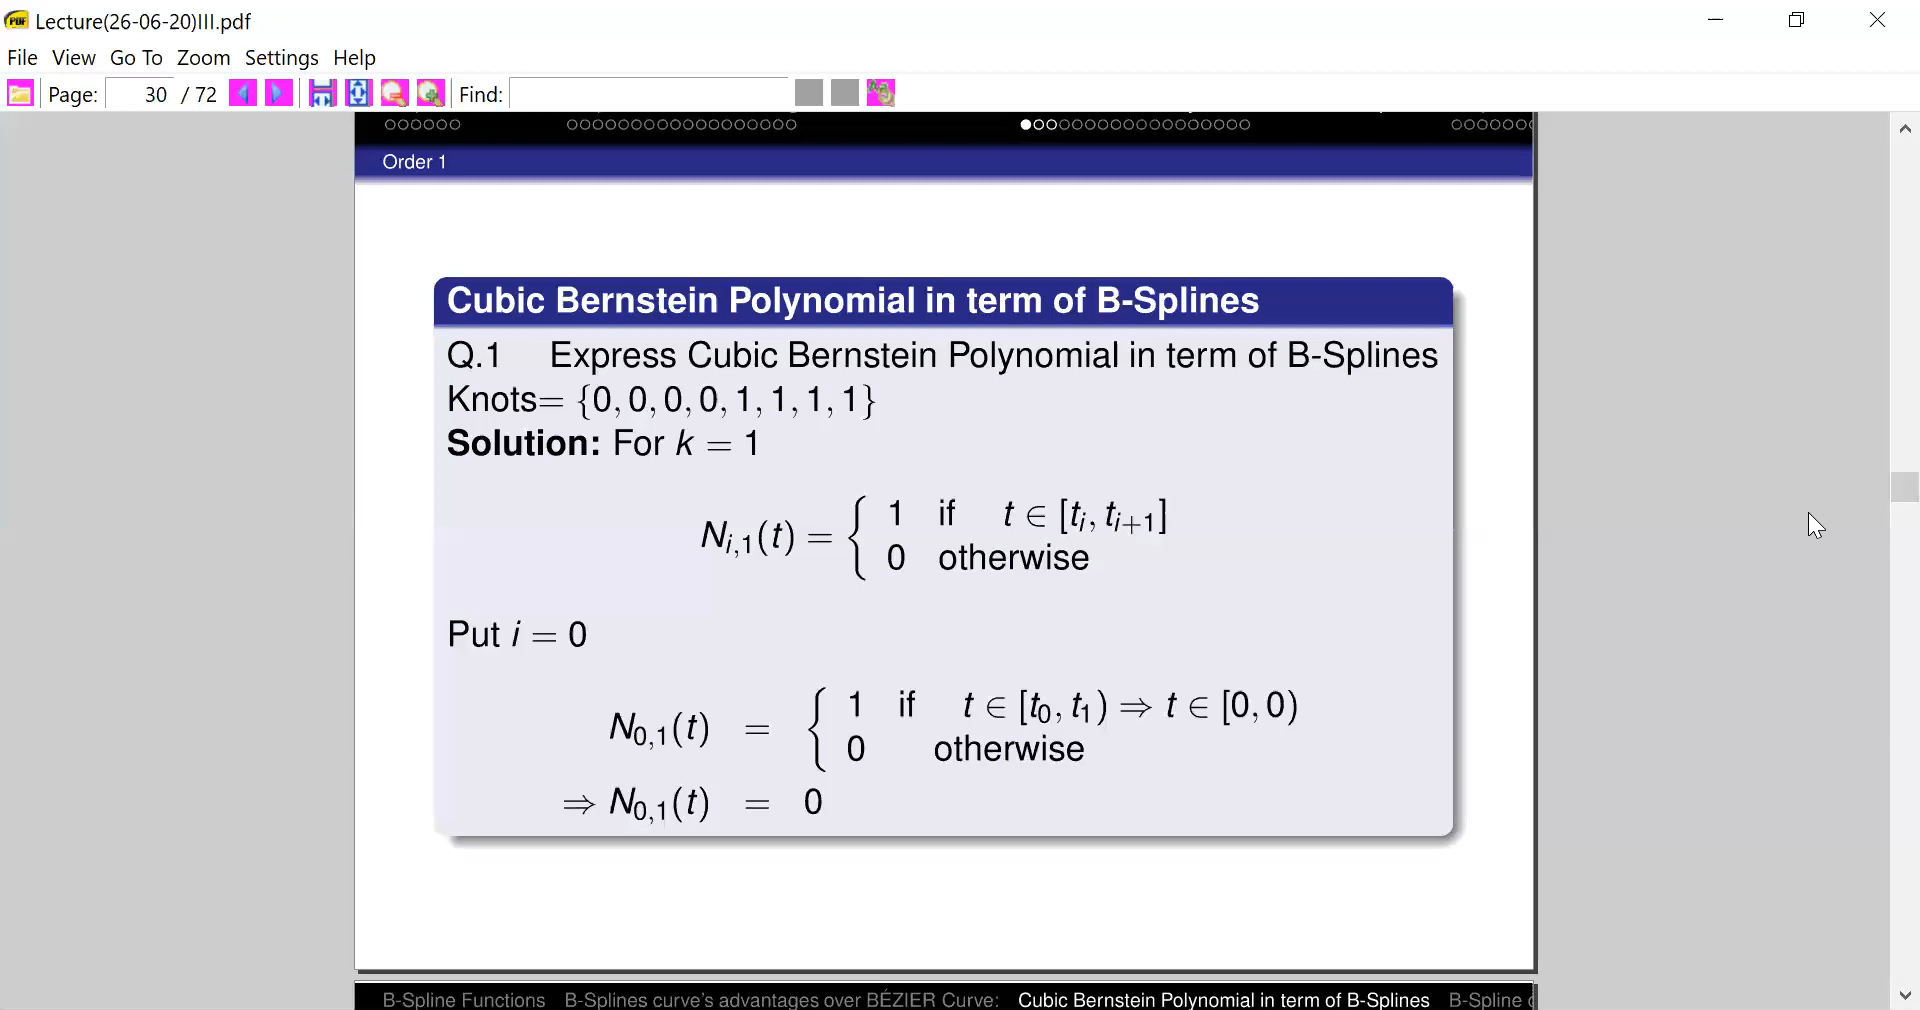 Lecture(26-06-20)III.pdf
File View Go To Zoom Settings Help
Page: 30 / 72 Find:
Order 1
Cubic Bernstein Polynomial in term of B-Splines
Q.1 Express Cubic Bernstein Polynomial in term of B-Splines
Knots= {0, 0, 0, 0, 1, 1, 1, 1}
Solution: For k = 1
N_{i,1}(t) = { 1 if t ∈ [t_i, t_{i+1}]
0 otherwise
Put i = 0
N_{0,1}(t) = { 1 if t ∈ [t_0, t_1) ⇒ t ∈ [0, 0)
0 otherwise
⇒ N_{0,1}(t) = 0
B-Spline Functions B-Splines curve's advantages over BÉZIER Curve: Cubic Bernstein Polynomial in term of B-Splines B-Spline